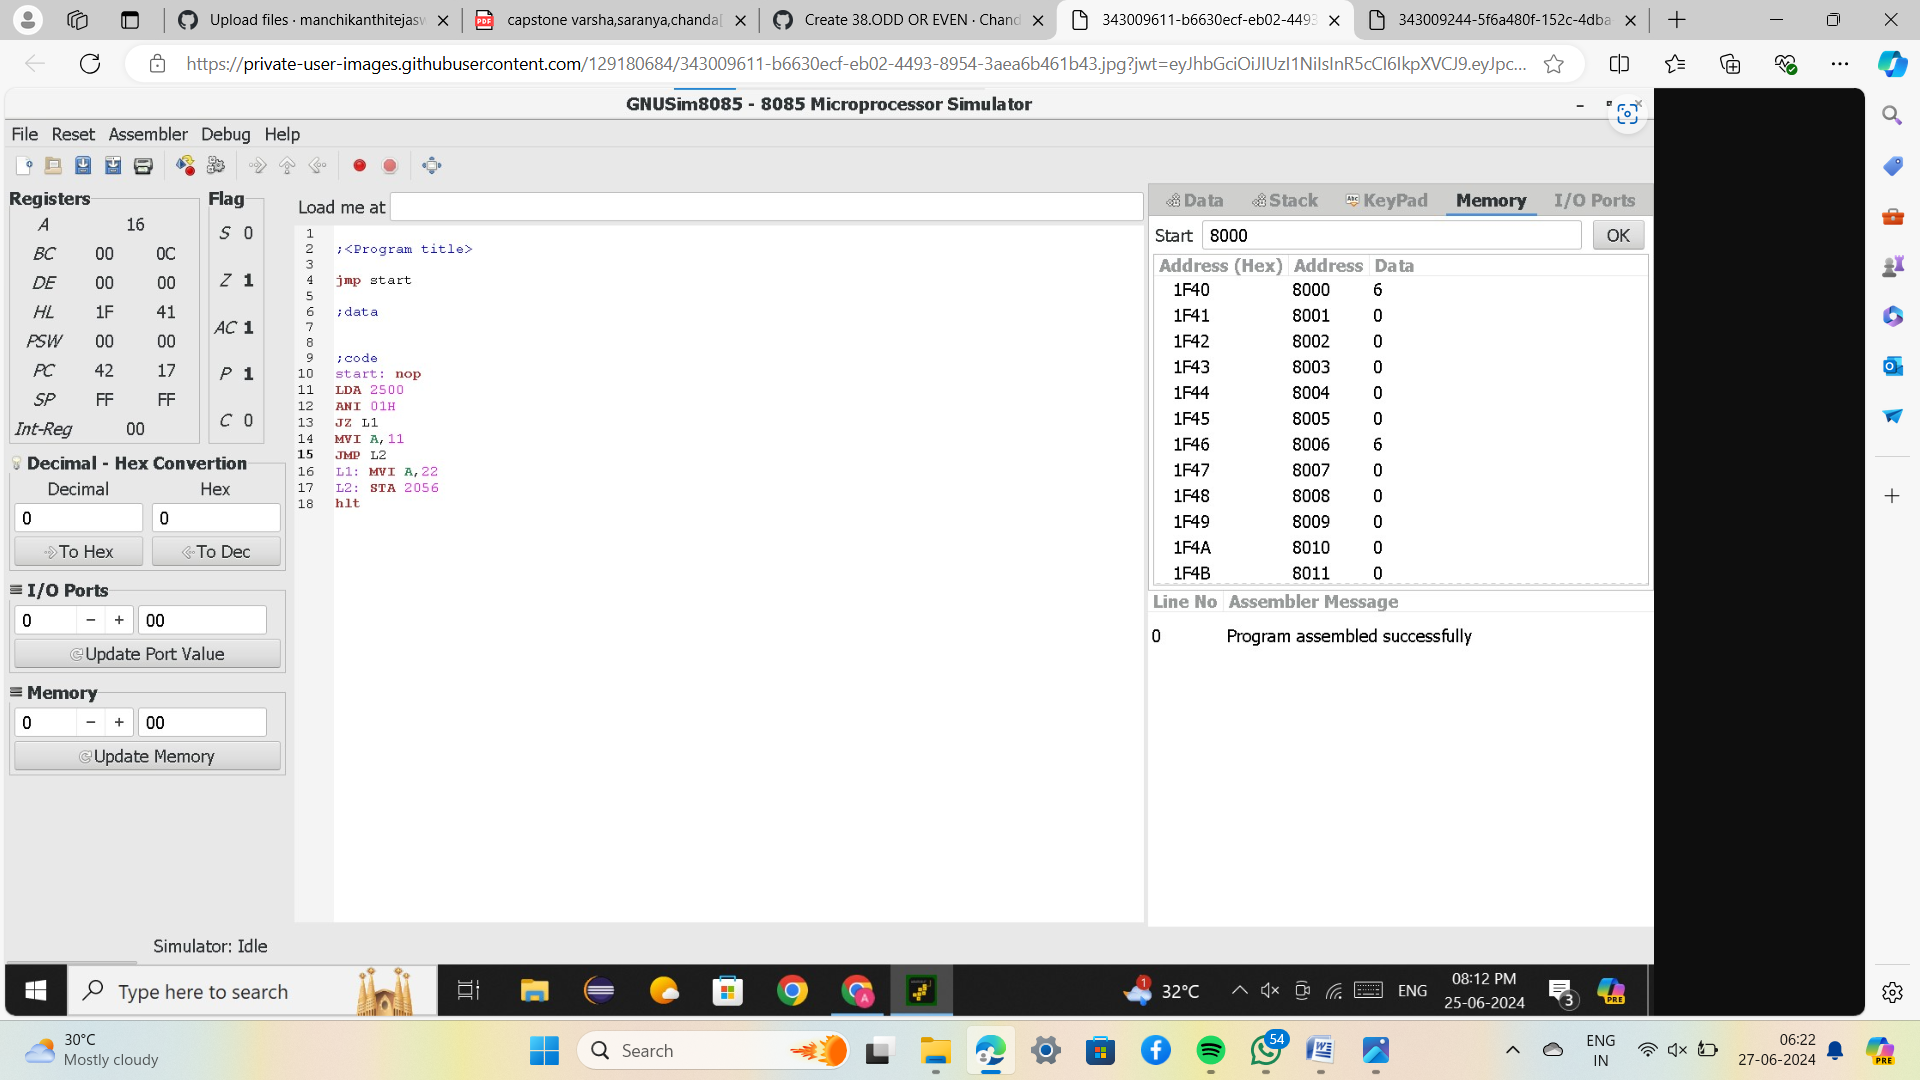 Upload files · manchikanthitejasw
capstone varsha,saranya,chanda[
Create 38.ODD OR EVEN · Chand
343009611-b6630ecf-eb02-4493
343009244-5f6a480f-152c-4dba
https://private-user-images.githubusercontent.com/129180684/343009611-b6630ecf-eb02-4493-8954-3aea6b461b43.jpg?jwt=eyJhbGciOiJIUzI1NiIsInR5cCI6IkpXVCJ9.eyJpc...
GNUSim8085 - 8085 Microprocessor Simulator
File Reset Assembler Debug Help
Registers
A 16
BC 00 0C
DE 00 00
HL 1F 41
PSW 00 00
PC 42 17
SP FF FF
Int-Reg 00
Flag
S 0
Z 1
AC 1
P 1
C 0
Decimal - Hex Convertion
Decimal Hex
0 0
To Hex To Dec
I/O Ports
0 - + 00
Update Port Value
Memory
0 - + 00
Update Memory
Simulator: Idle
Load me at
1
2 ;<Program title>
3
4 jmp start
5
6 ;data
7
8
9 ;code
10 start: nop
11 LDA 2500
12 ANI 01H
13 JZ L1
14 MVI A,11
15 JMP L2
16 L1: MVI A,22
17 L2: STA 2056
18 hlt
Data Stack KeyPad Memory I/O Ports
Start 8000 OK
Address (Hex) Address Data
1F40 8000 6
1F41 8001 0
1F42 8002 0
1F43 8003 0
1F44 8004 0
1F45 8005 0
1F46 8006 6
1F47 8007 0
1F48 8008 0
1F49 8009 0
1F4A 8010 0
1F4B 8011 0
Line No Assembler Message
0 Program assembled successfully
Type here to search
1
32°C
ENG
08:12 PM
25-06-2024
3
PRE
30°C
Mostly cloudy
Search
54
ENG
IN
06:22
27-06-2024
PRE